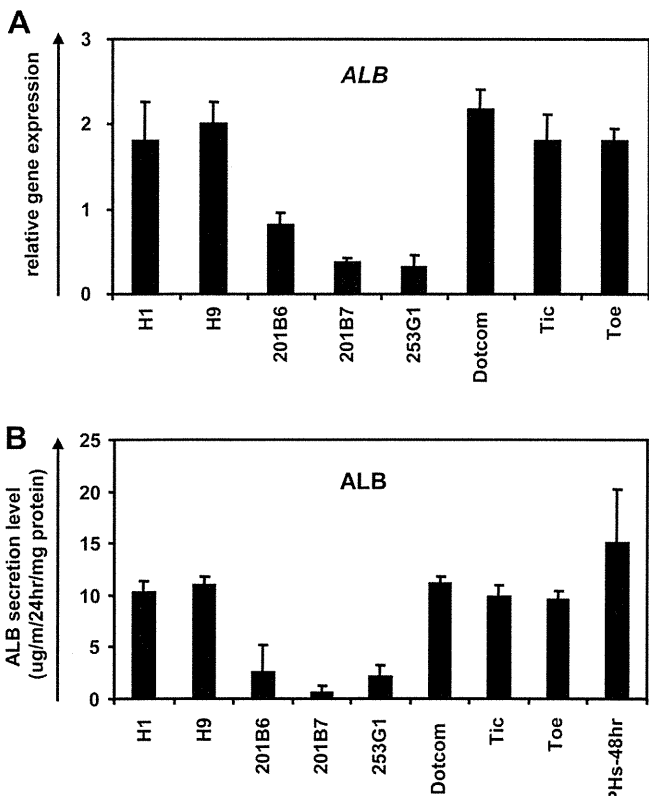 A
relative gene expression
3
2
1
0
ALB
H1
H9
201B6
201B7
253G1
Dotcom
Tic
Toe
B
ALB secretion level
(ug/m/24hr/mg protein)
25
20
15
10
5
0
ALB
H1
H9
201B6
201B7
253G1
Dotcom
Tic
Toe
PHs-48hr